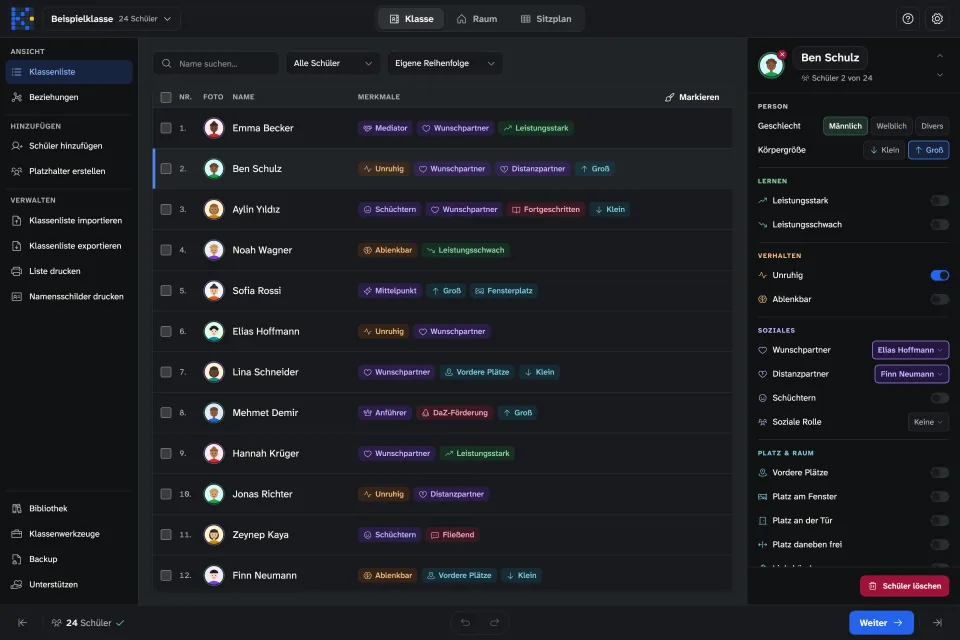 Beispielklasse 24 Schüler
Klasse
Raum
Sitzplan
ANSICHT
Klassenliste
Beziehungen
HINZUFÜGEN
Schüler hinzufügen
Platzhalter erstellen
VERWALTEN
Klassenliste importieren
Klassenliste exportieren
Liste drucken
Namensschilder drucken
Bibliothek
Klassenwerkzeuge
Backup
Unterstützen
Name suchen...
Alle Schüler
Eigene Reihenfolge
NR. FOTO NAME MERKMALE Markieren
1. Emma Becker Mediator Wunschpartner Leistungsstark
2. Ben Schulz Unruhig Wunschpartner Distanzpartner Groß
3. Aylin Yıldız Schüchtern Wunschpartner Fortgeschritten Klein
4. Noah Wagner Ablenkbar Leistungsschwach
5. Sofia Rossi Mittelpunkt Groß Fensterplatz
6. Elias Hoffmann Unruhig Wunschpartner
7. Lina Schneider Wunschpartner Vordere Plätze Klein
8. Mehmet Demir Anführer DaZ-Förderung Groß
9. Hannah Krüger Wunschpartner Leistungsstark
10. Jonas Richter Unruhig Distanzpartner
11. Zeynep Kaya Schüchtern Fließend
12. Finn Neumann Ablenkbar Vordere Plätze Klein
Ben Schulz
Schüler 2 von 24
PERSON
Geschlecht Männlich Weiblich Divers
Körpergröße Klein Groß
LERNEN
Leistungsstark
Leistungsschwach
VERHALTEN
Unruhig
Ablenkbar
SOZIALES
Wunschpartner Elias Hoffmann
Distanzpartner Finn Neumann
Schüchtern
Soziale Rolle Keine
PLATZ & RAUM
Vordere Plätze
Platz am Fenster
Platz an der Tür
Platz daneben frei
Schüler löschen
24 Schüler
Weiter